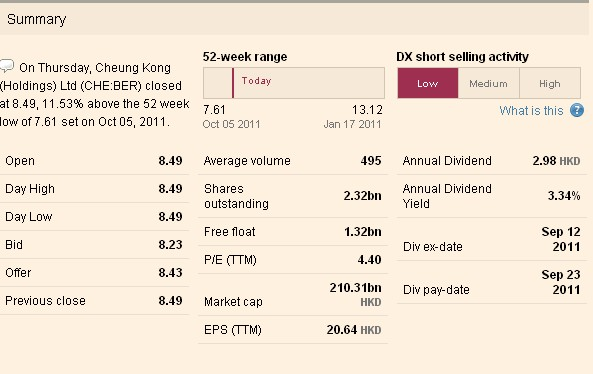 Summary
On Thursday, Cheung Kong
(Holdings) Ltd (CHE:BER) closed
at 8.49, 11.53% above the 52 week
low of 7.61 set on Oct 05, 2011.
Open 8.49
Day High 8.49
Day Low 8.49
Bid 8.23
Offer 8.43
Previous close 8.49
52-week range
Today
7.61 13.12
Oct 05 2011 Jan 17 2011
Average volume 495
Shares
outstanding 2.32bn
Free float 1.32bn
P/E (TTM) 4.40
Market cap 210.31bn
HKD
EPS (TTM) 20.64 HKD
DX short selling activity
Low Medium High
What is this ?
Annual Dividend 2.98 HKD
Annual Dividend
Yield 3.34%
Div ex-date Sep 12
2011
Div pay-date Sep 23
2011